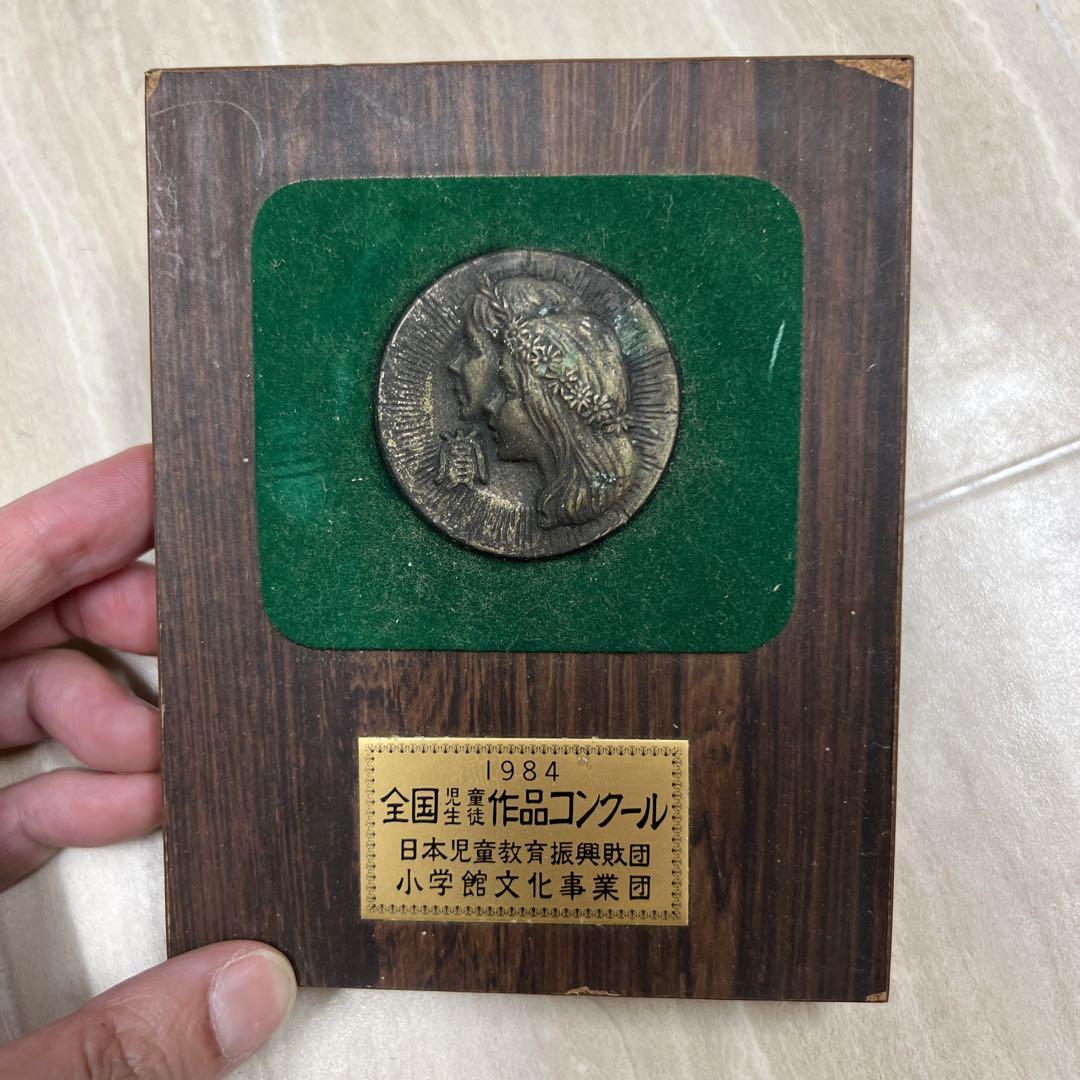 賞
1984
全国児童生徒作品コンクール
日本児童教育振興財団
小学館文化事業団